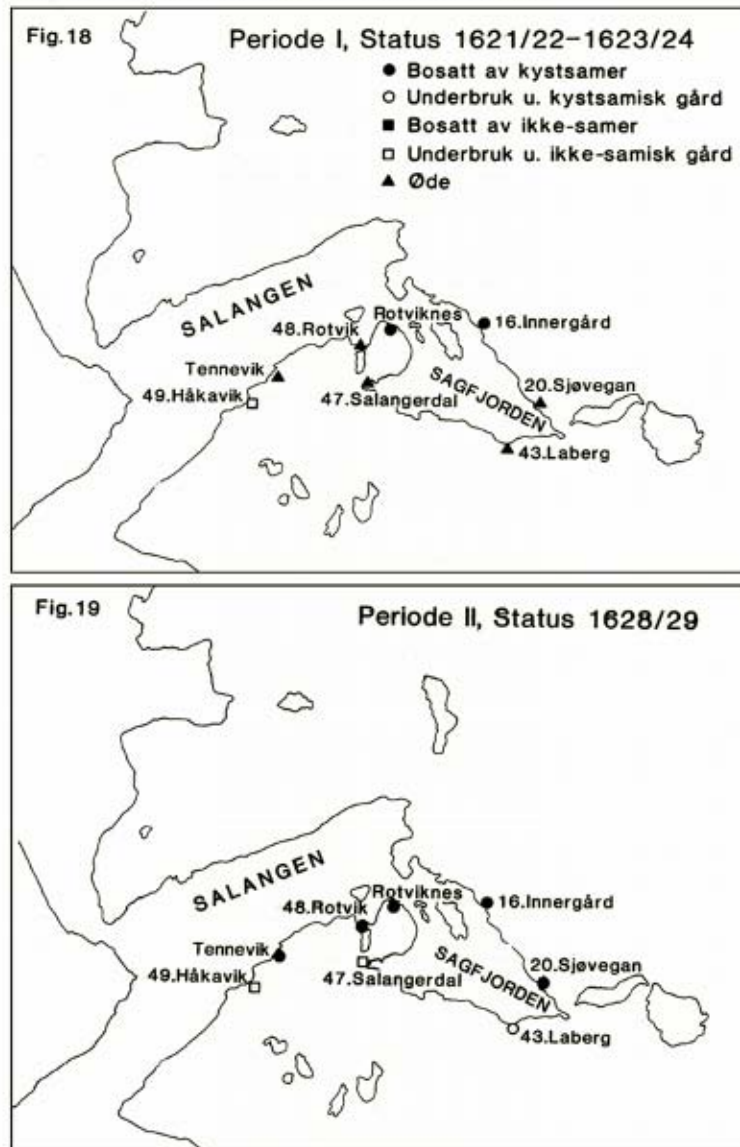 Fig.18
Periode I, Status 1621/22–1623/24
Bosatt av kystsamer
Underbruk u. kystsamisk gård
Bosatt av ikke-samer
Underbruk u. ikke-samisk gård
Øde
SALANGEN
Rotviknes
16.Innergård
48.Rotvik
Tennevik
49.Håkavik
47.Salangerdal
SAGFJORDEN
20.Sjøvegan
43.Laberg
Fig.19
Periode II, Status 1628/29
SALANGEN
Rotviknes
16.Innergård
48.Rotvik
Tennevik
49.Håkavik
47.Salangerdal
SAGFJORDEN
20.Sjøvegan
43.Laberg